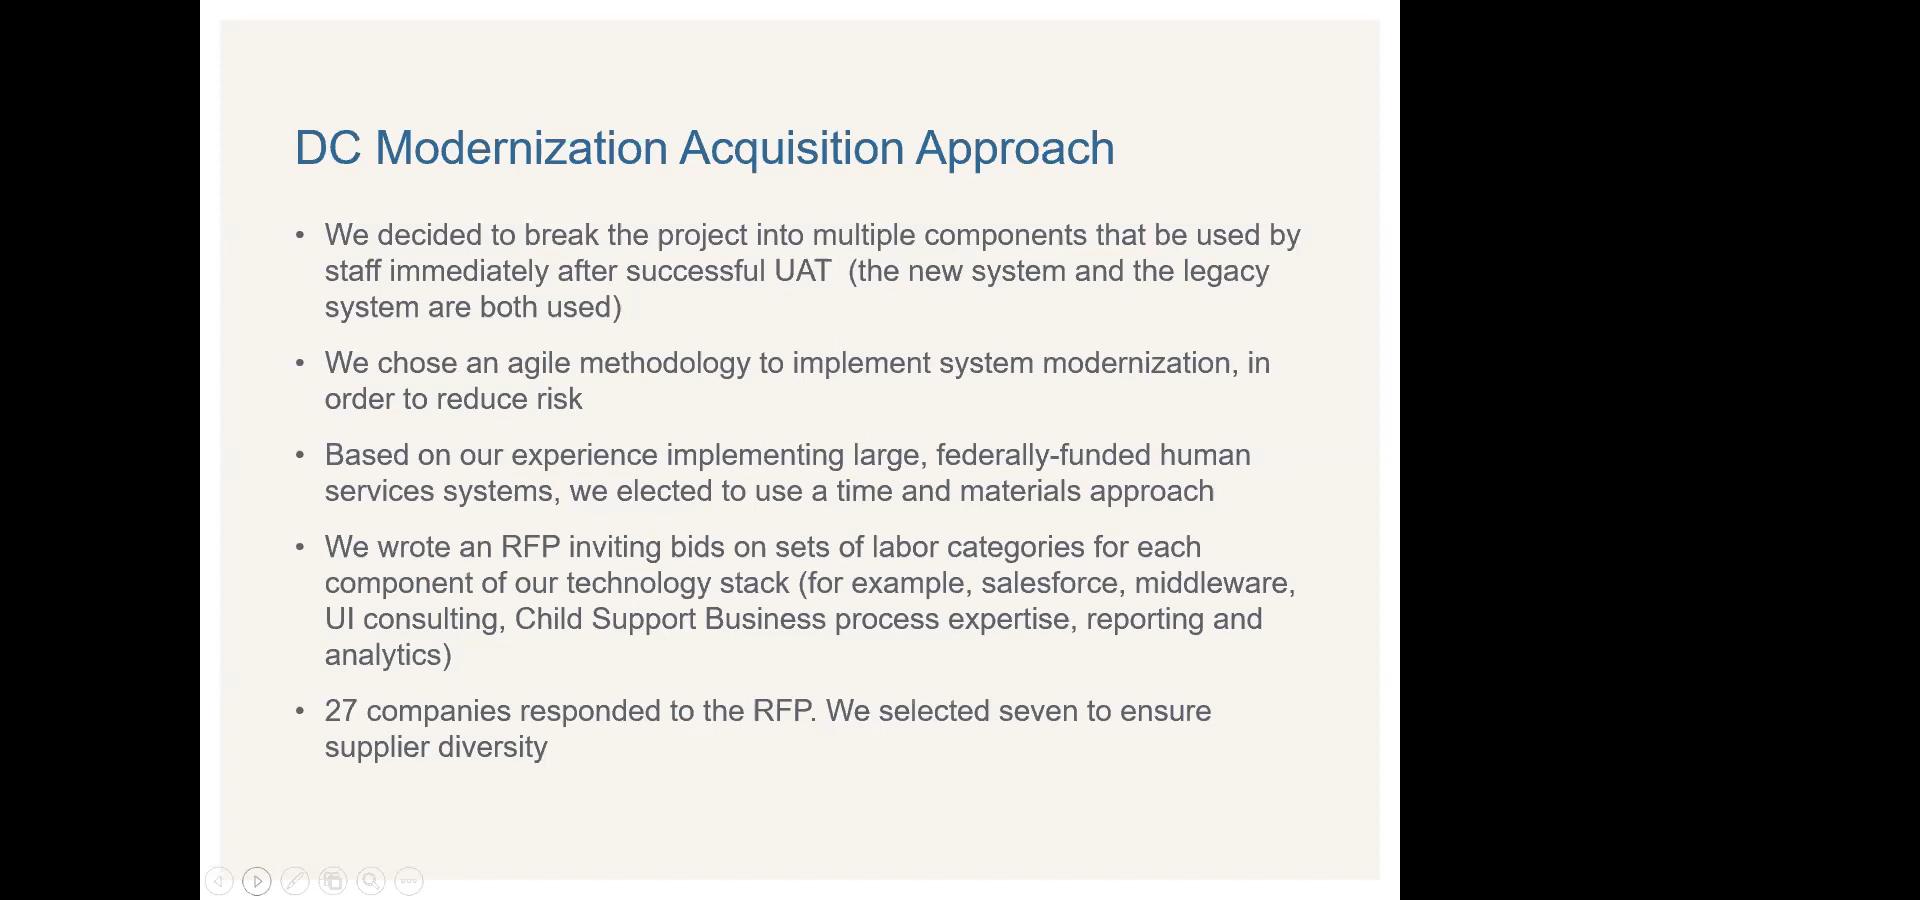 DC Modernization Acquisition Approach
• We decided to break the project into multiple components that be used by
staff immediately after successful UAT  (the new system and the legacy
system are both used)
• We chose an agile methodology to implement system modernization, in
order to reduce risk
• Based on our experience implementing large, federally-funded human
services systems, we elected to use a time and materials approach
• We wrote an RFP inviting bids on sets of labor categories for each
component of our technology stack (for example, salesforce, middleware,
UI consulting, Child Support Business process expertise, reporting and
analytics)
• 27 companies responded to the RFP. We selected seven to ensure
supplier diversity